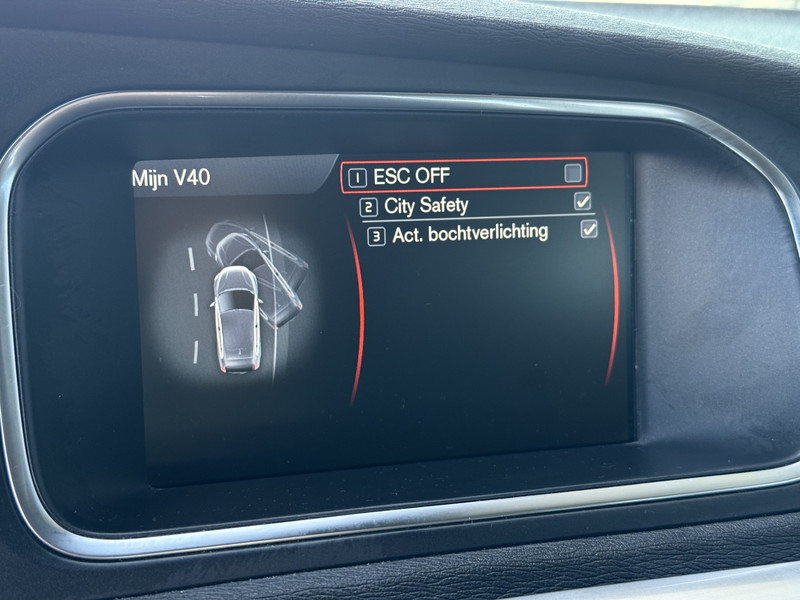 Mijn V40
1 ESC OFF
2 City Safety
3 Act. bochtverlichting